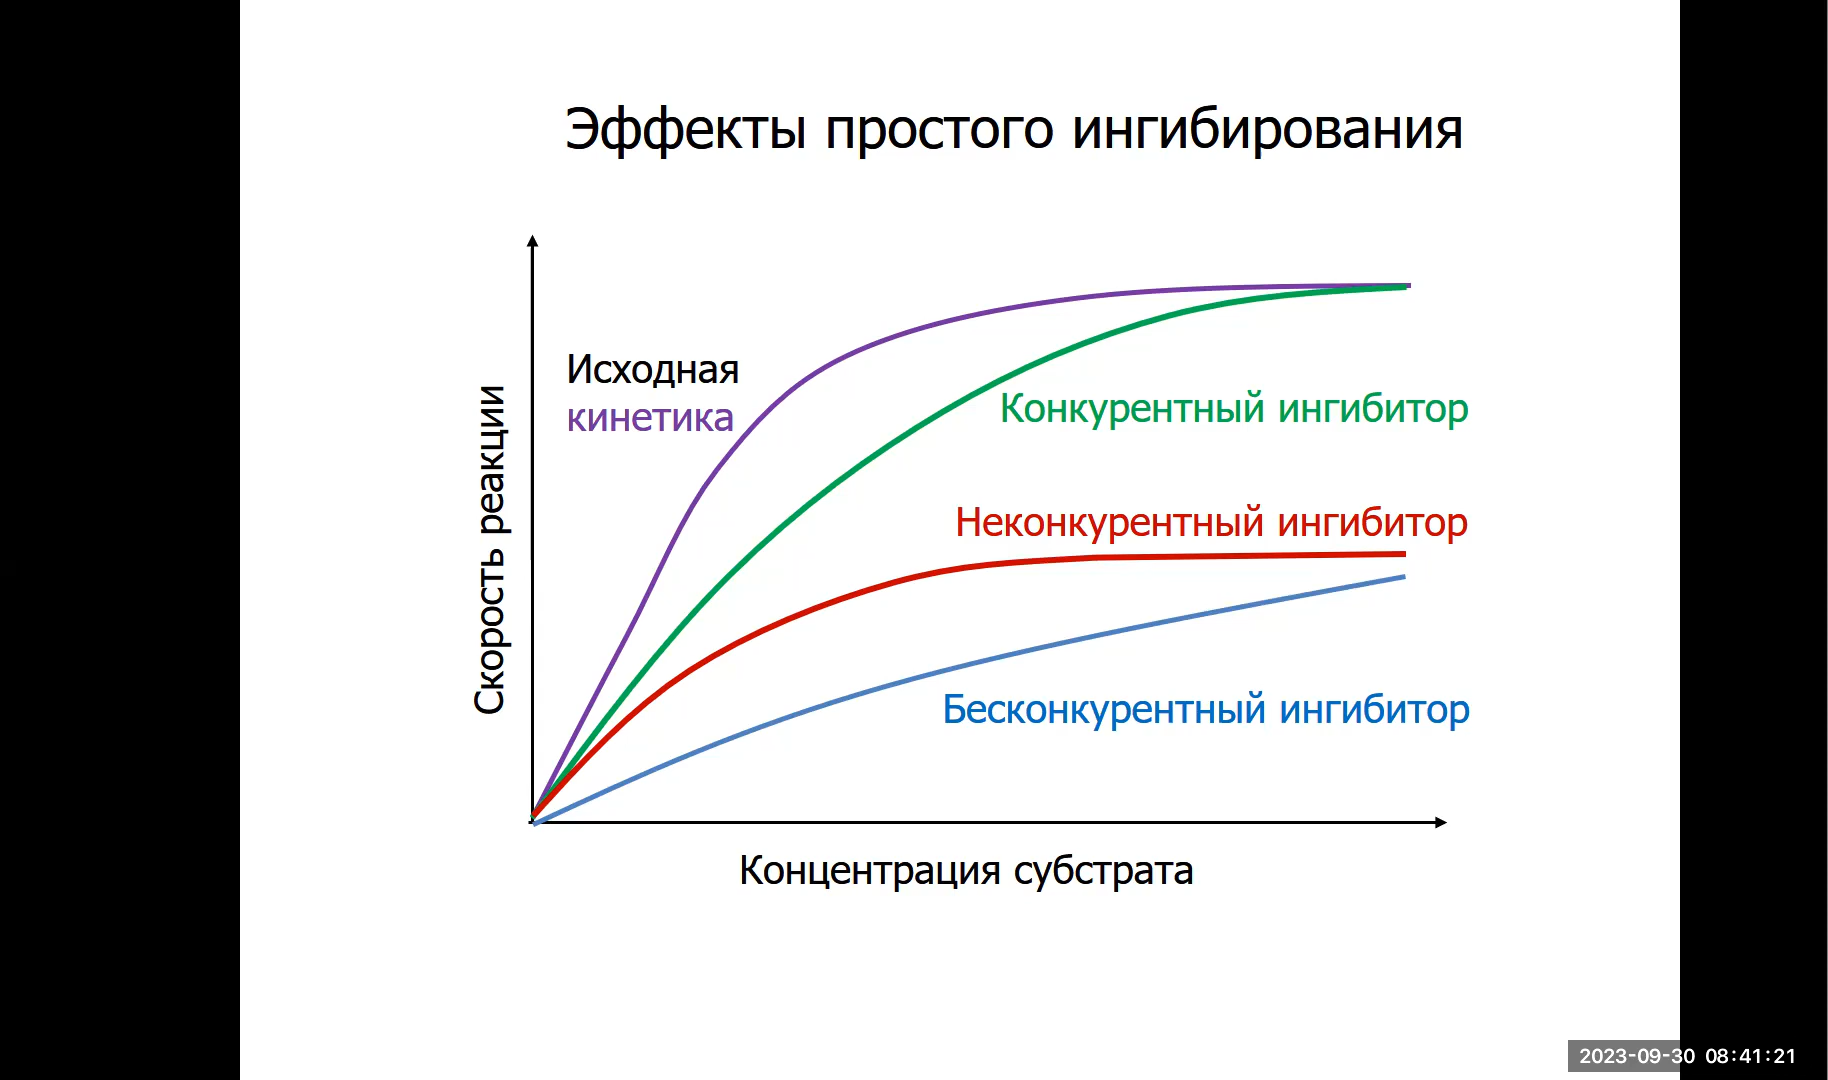 Эффекты простого ингибирования
Исходная
кинетика
Конкурентный ингибитор
Неконкурентный ингибитор
Бесконкурентный ингибитор
Скорость реакции
Концентрация субстрата
2023-09-30 08:41:21